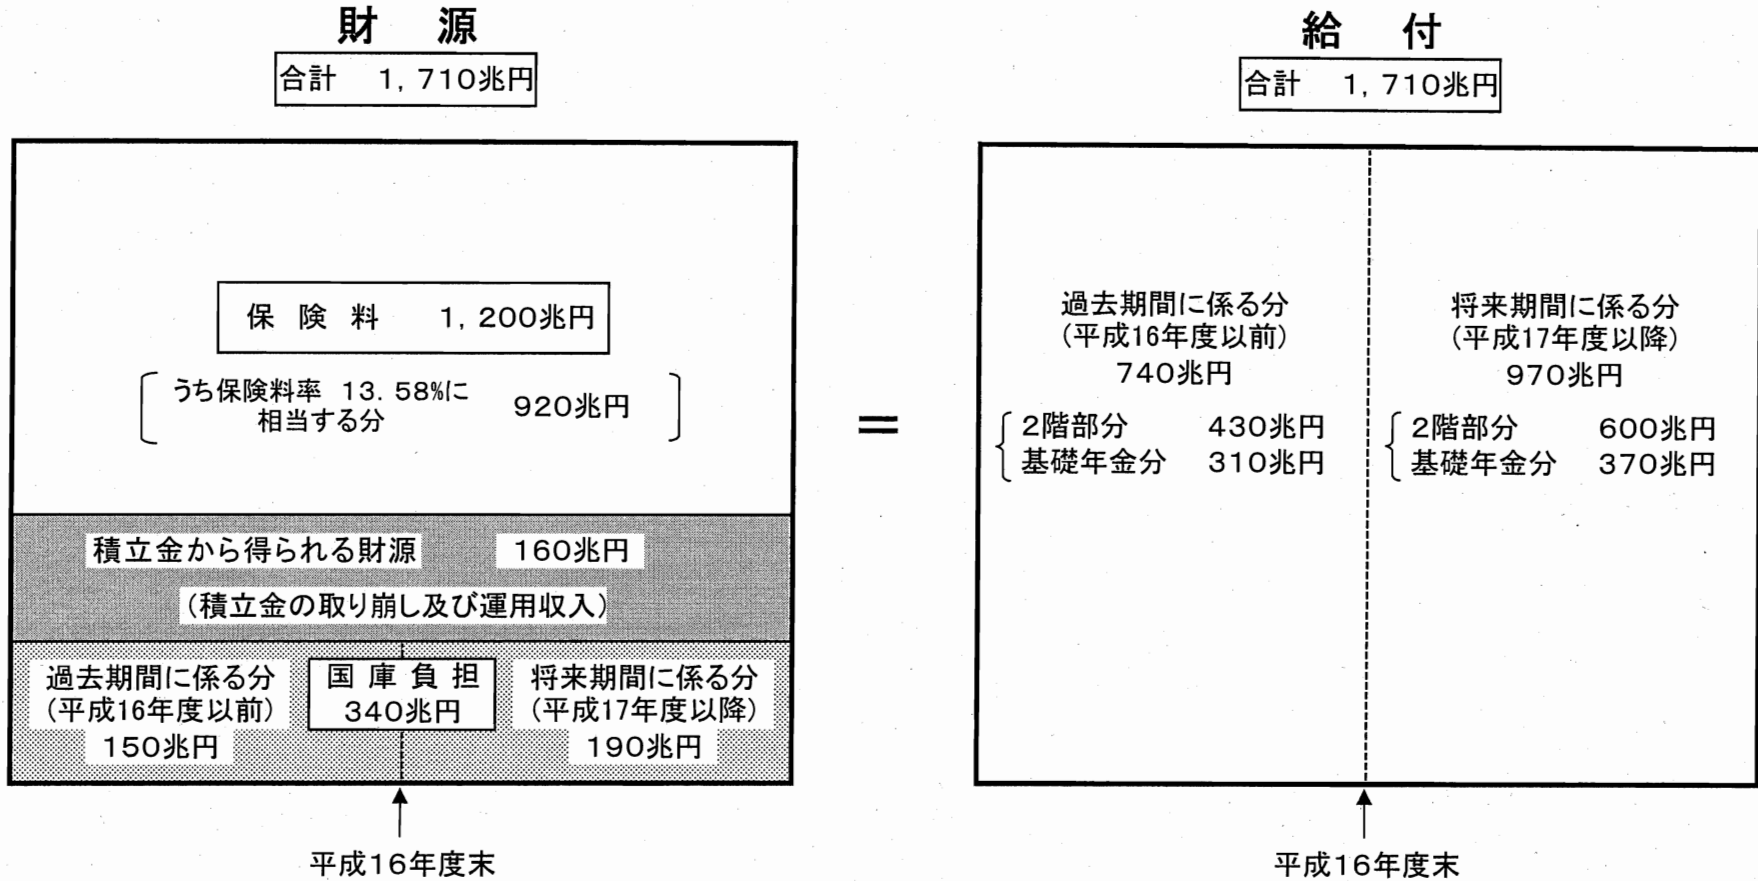 財 源
合計 1,710兆円
保 険 料 1,200兆円
うち保険料率 13.58%に
相当する分 920兆円
積立金から得られる財源 160兆円
(積立金の取り崩し及び運用収入)
過去期間に係る分
(平成16年度以前)
150兆円
国 庫 負 担
340兆円
将来期間に係る分
(平成17年度以降)
190兆円
平成16年度末
=
給 付
合計 1,710兆円
過去期間に係る分
(平成16年度以前)
740兆円
2階部分 430兆円
基礎年金分 310兆円
将来期間に係る分
(平成17年度以降)
970兆円
2階部分 600兆円
基礎年金分 370兆円
平成16年度末